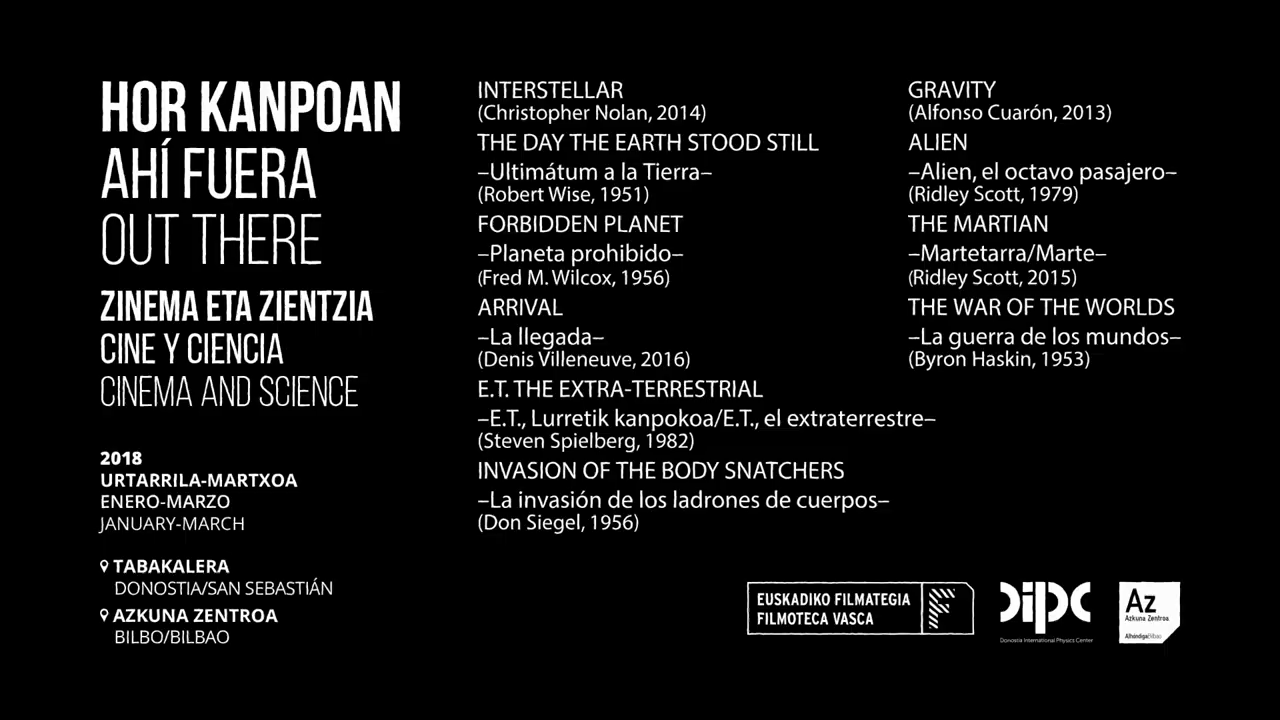 HOR KANPOAN
AHÍ FUERA
OUT THERE
ZINEMA ETA ZIENTZIA
CINE Y CIENCIA
CINEMA AND SCIENCE
2018
URTARRILA-MARTXOA
ENERO-MARZO
JANUARY-MARCH
TABAKALERA
DONOSTIA/SAN SEBASTIÁN
AZKUNA ZENTROA
BILBO/BILBAO
INTERSTELLAR
(Christopher Nolan, 2014)
THE DAY THE EARTH STOOD STILL
–Ultimátum a la Tierra–
(Robert Wise, 1951)
FORBIDDEN PLANET
–Planeta prohibido–
(Fred M. Wilcox, 1956)
ARRIVAL
–La llegada–
(Denis Villeneuve, 2016)
E.T. THE EXTRA-TERRESTRIAL
–E.T., Lurretik kanpokoa/E.T., el extraterrestre–
(Steven Spielberg, 1982)
INVASION OF THE BODY SNATCHERS
–La invasión de los ladrones de cuerpos–
(Don Siegel, 1956)
GRAVITY
(Alfonso Cuarón, 2013)
ALIEN
–Alien, el octavo pasajero–
(Ridley Scott, 1979)
THE MARTIAN
–Martetarra/Marte–
(Ridley Scott, 2015)
THE WAR OF THE WORLDS
–La guerra de los mundos–
(Byron Haskin, 1953)
EUSKADIKO FILMATEGIA
FILMOTECA VASCA
F
dipc
Donostia International Physics Center
Az
Azkuna Zentroa
AlhóndigaBilbao